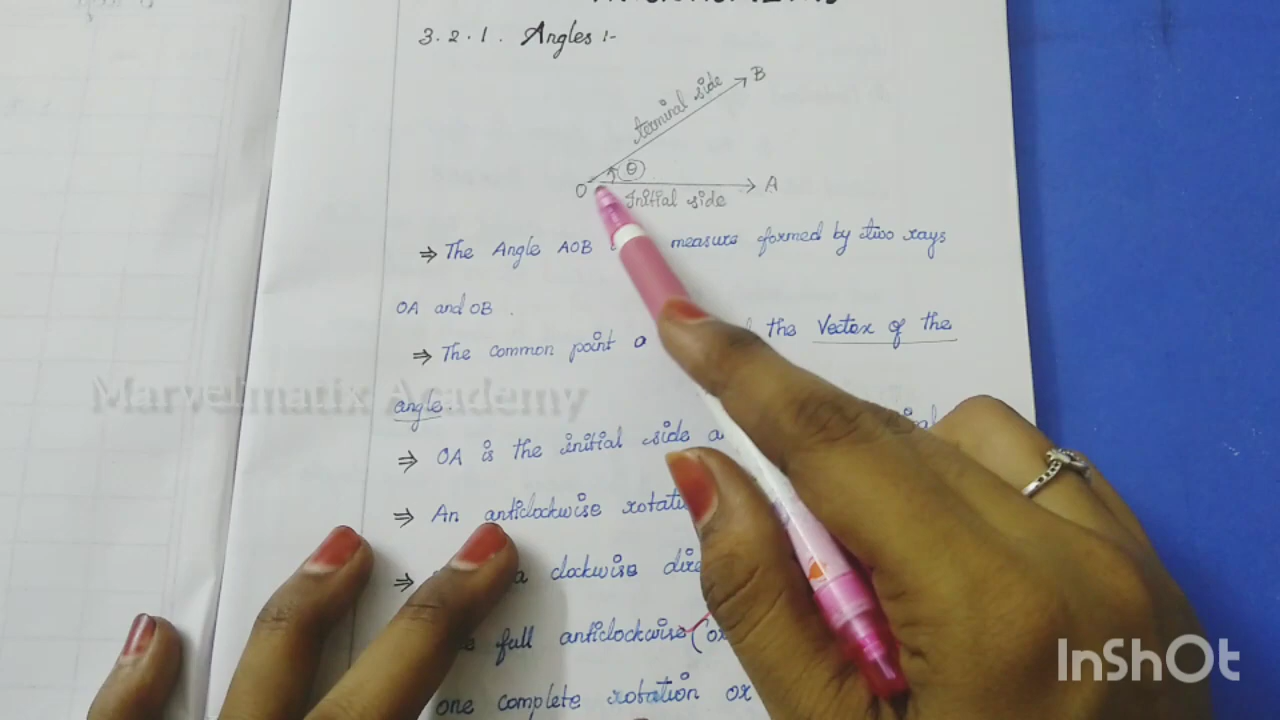 3.2.1. Angles :-
B
terminal side
θ
O
A
Initial side
⇒ The Angle AOB measure formed by two rays
OA and OB.
⇒ The common point the Vertex of the
angle.
⇒ OA is the initial side
⇒ An anticlockwise
⇒ a clockwise
full anticlockwise
one complete rotation or
Marvelmatix Academy
InShOt